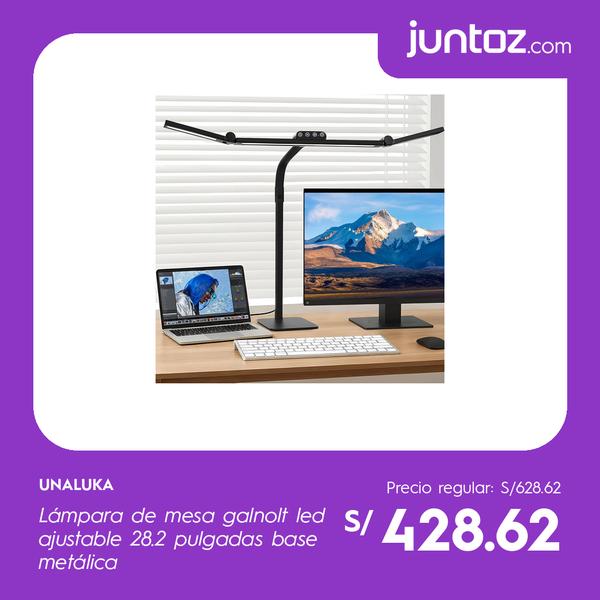 juntoz.com
UNALUKA
Lámpara de mesa galnolt led
ajustable 28.2 pulgadas base
metálica
Precio regular: S/628.62
S/ 428.62